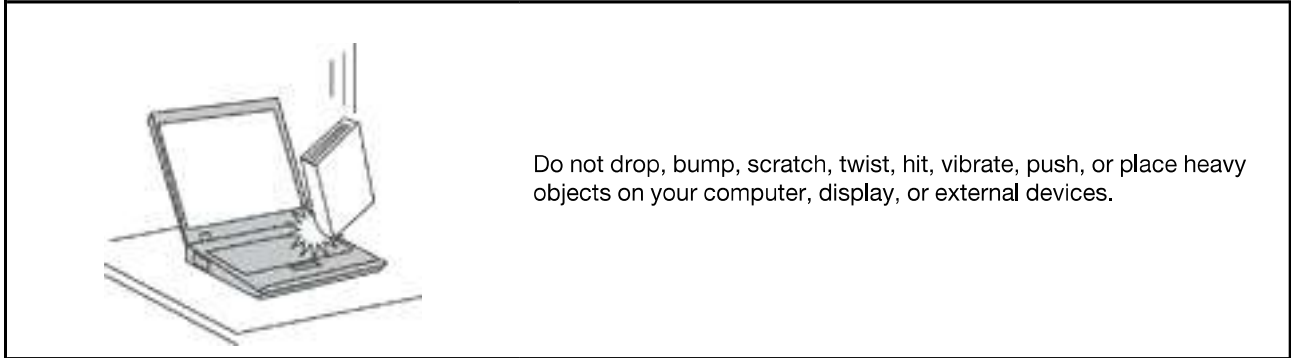 Do not drop, bump, scratch, twist, hit, vibrate, push, or place heavy
objects on your computer, display, or external devices.